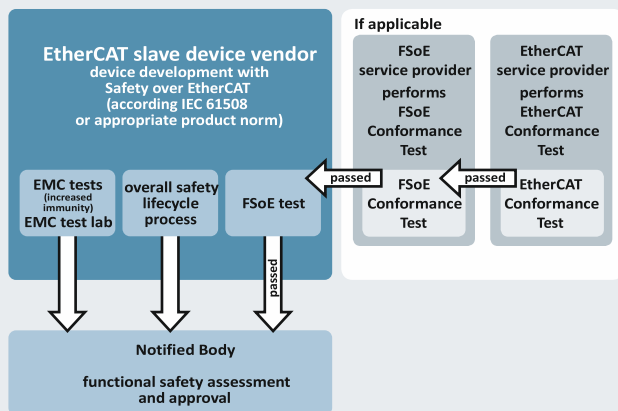 EtherCAT slave device vendor
device development with
Safety over EtherCAT
(according IEC 61508
or appropriate product norm)
EMC tests
(increased
immunity)
EMC test lab
overall safety
lifecycle
process
FSoE test
If applicable
FSoE
service provider
performs
FSoE
Conformance
Test
FSoE
Conformance
Test
EtherCAT
service provider
performs
EtherCAT
Conformance
Test
EtherCAT
Conformance
Test
passed
passed
passed
Notified Body
functional safety assessment
and approval